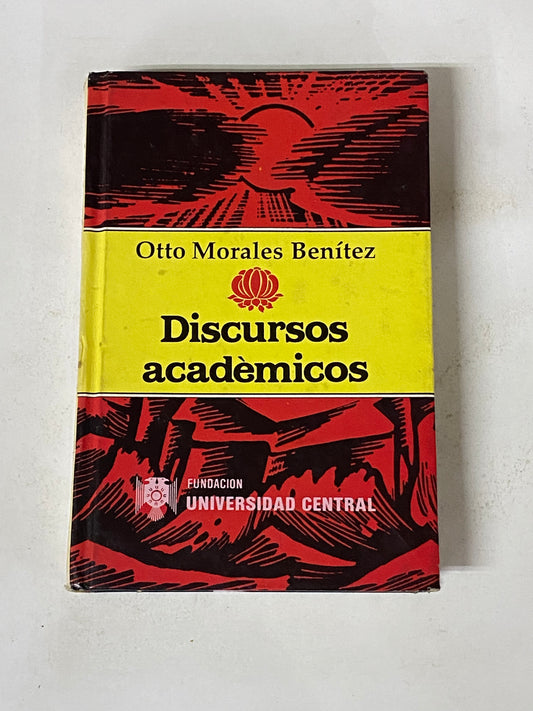 Otto Morales Benítez
Discursos
acadèmicos
FUNDACION
UNIVERSIDAD CENTRAL